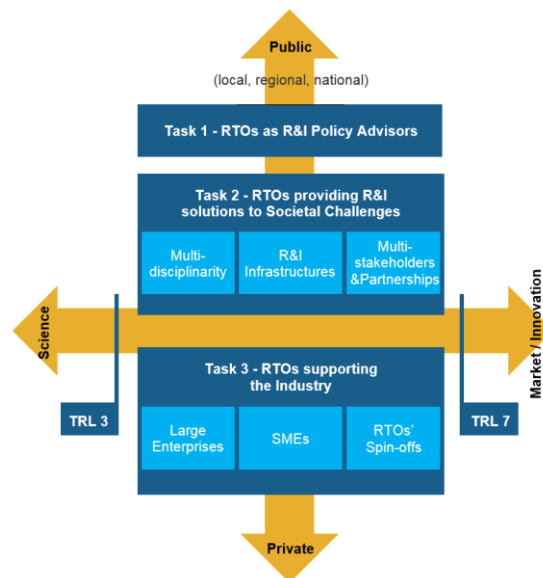 Public
(local, regional, national)
Task 1 - RTOs as R&I Policy Advisors
Task 2 - RTOs providing R&I
solutions to Societal Challenges
Multi-
disciplinarity
R&I
Infrastructures
Multi-
stakeholders
&Partnerships
Science
Market / Innovation
Task 3 - RTOs supporting
the Industry
TRL 3
TRL 7
Large
Enterprises
SMEs
RTOs'
Spin-offs
Private